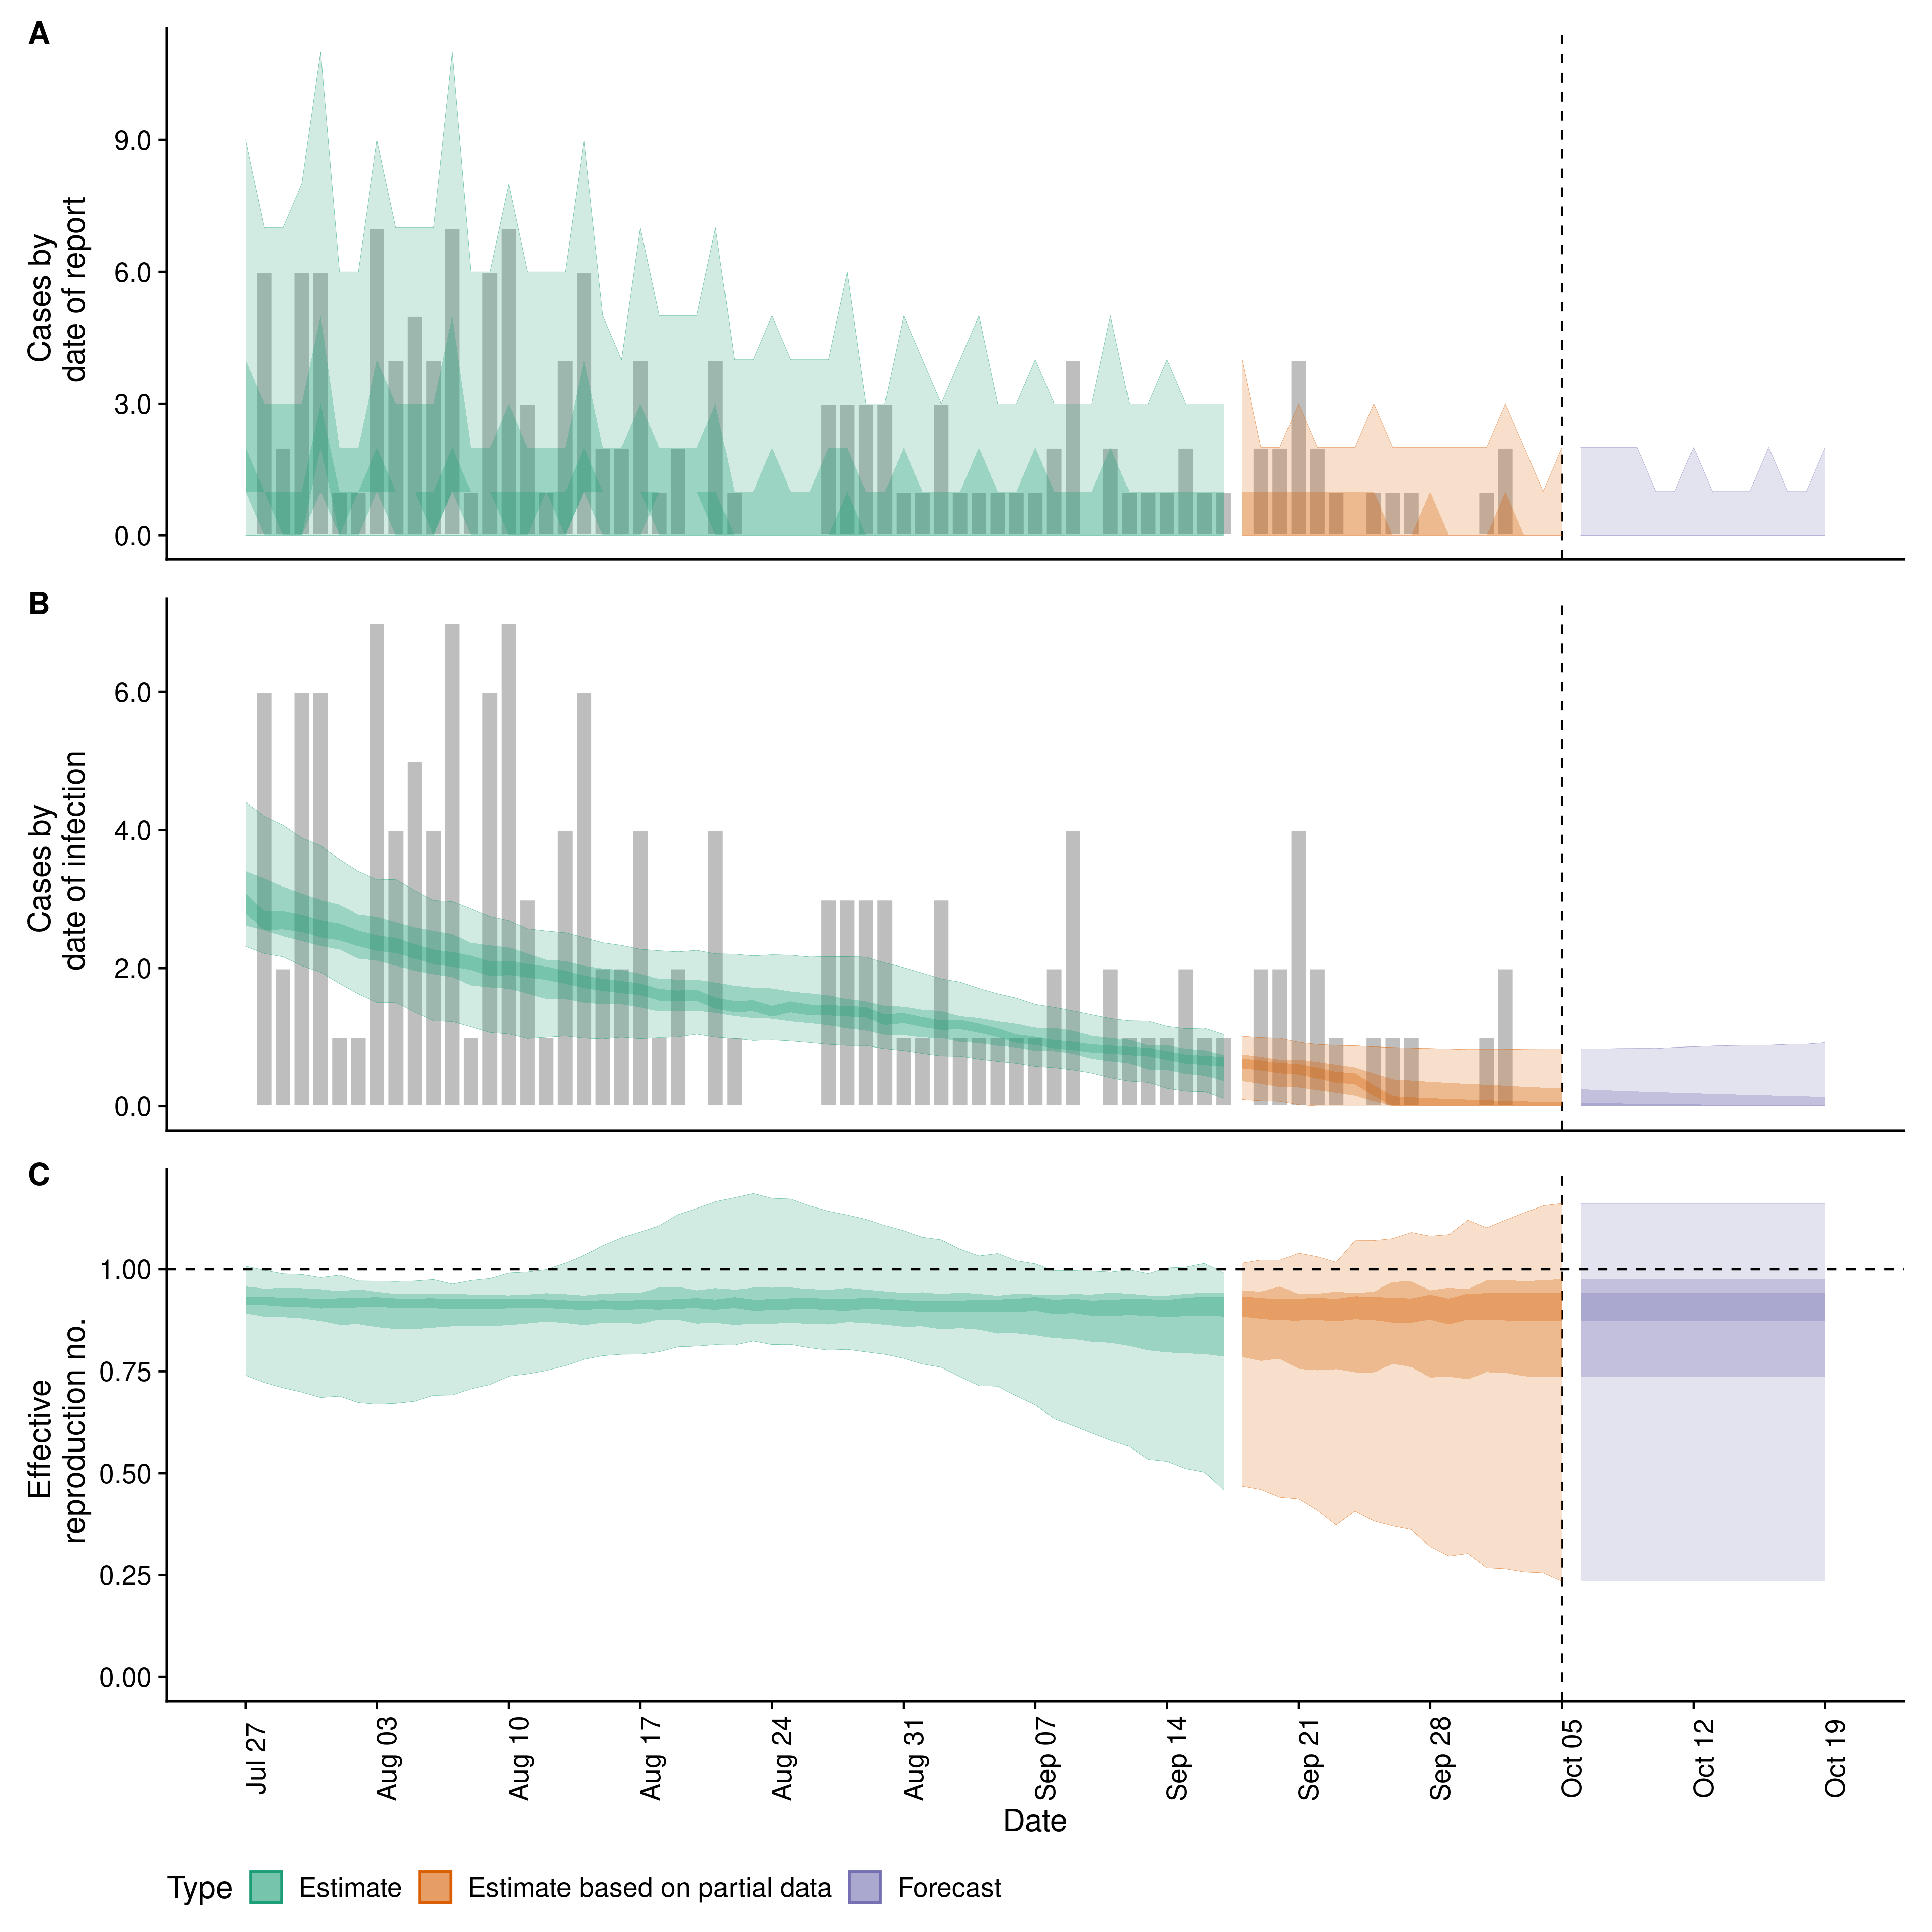 A
Cases by
date of report
9.0
6.0
3.0
0.0
B
Cases by
date of infection
6.0
4.0
2.0
0.0
C
Effective
reproduction no.
1.00
0.75
0.50
0.25
0.00
Jul 27
Aug 03
Aug 10
Aug 17
Aug 24
Aug 31
Sep 07
Sep 14
Sep 21
Sep 28
Oct 05
Oct 12
Oct 19
Date
Type Estimate Estimate based on partial data Forecast